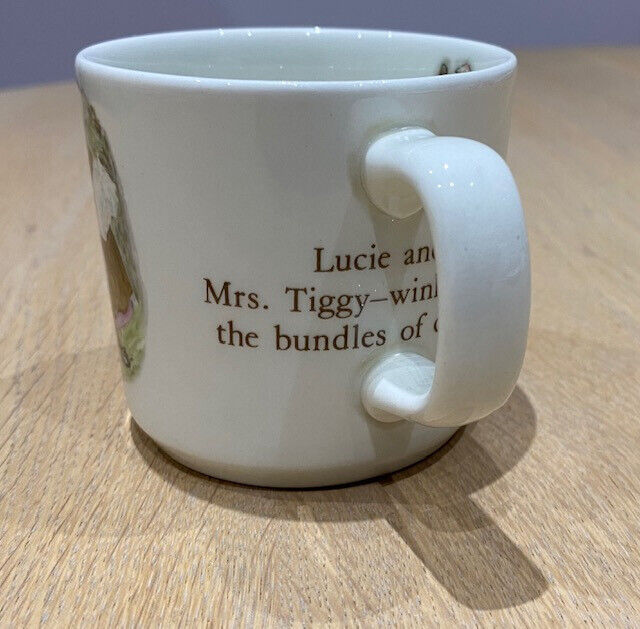 Lucie
Mrs. Tiggy-
the bundles of